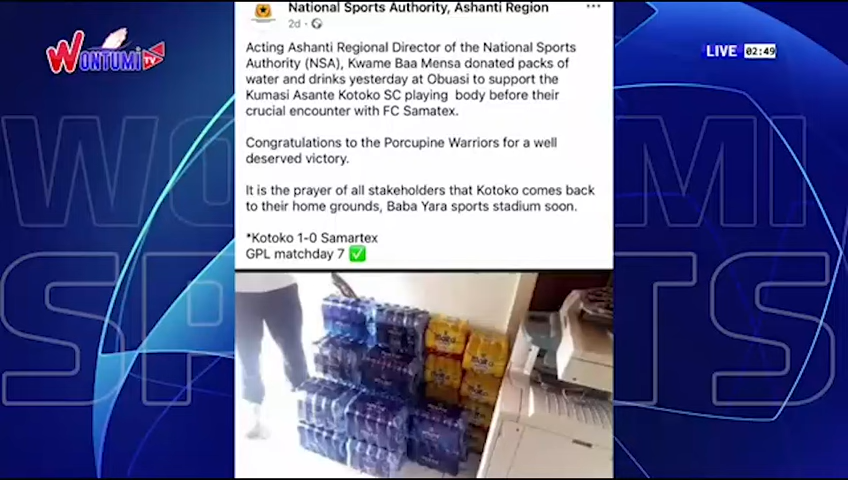 National Sports Authority, Ashanti Region
2d
WONTUMI TV
LIVE 02:49
Acting Ashanti Regional Director of the National Sports
Authority (NSA), Kwame Baa Mensa donated packs of
water and drinks yesterday at Obuasi to support the
Kumasi Asante Kotoko SC playing body before their
crucial encounter with FC Samatex.
Congratulations to the Porcupine Warriors for a well
deserved victory.
It is the prayer of all stakeholders that Kotoko comes back
to their home grounds, Baba Yara sports stadium soon.
*Kotoko 1-0 Samartex
GPL matchday 7 ✅